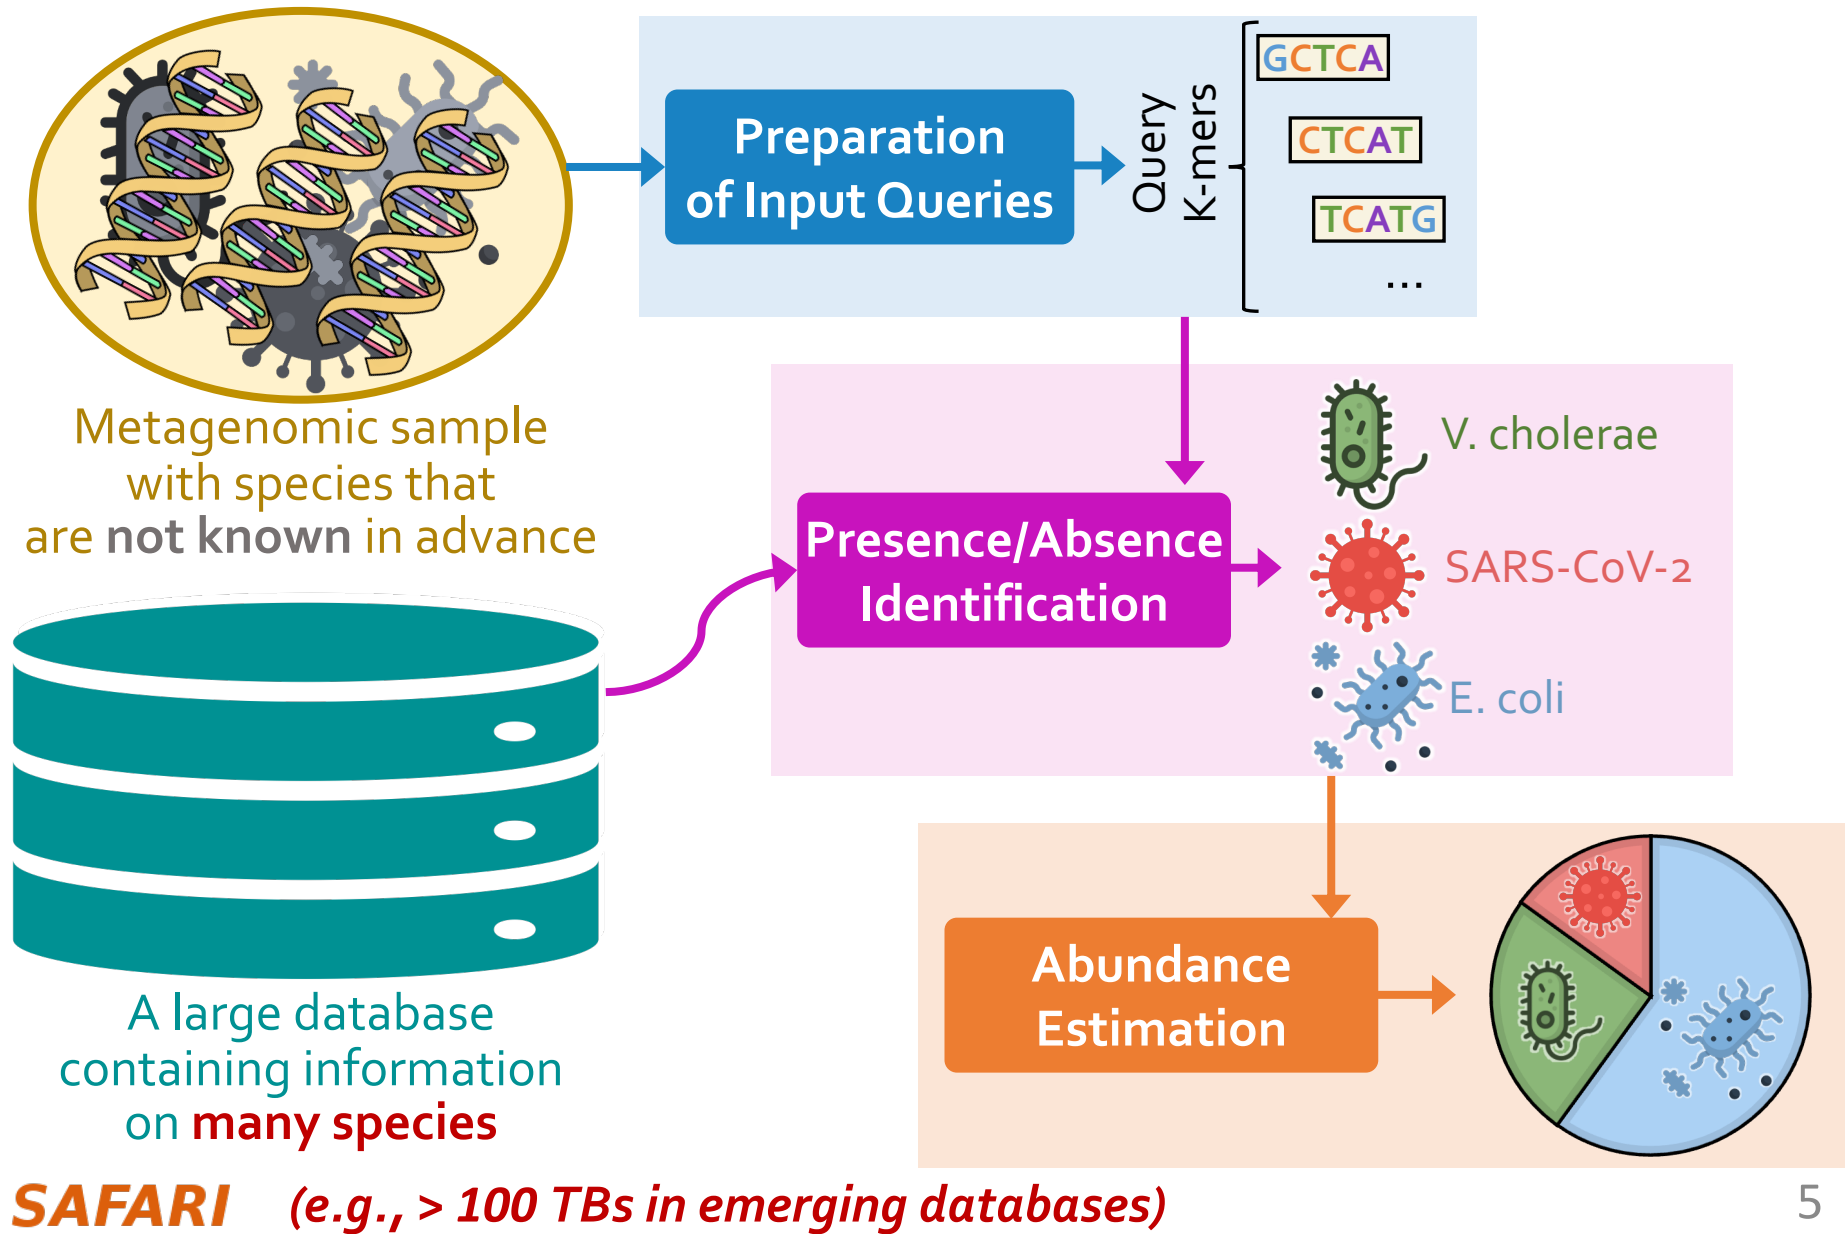 Preparation
of Input Queries
Query
K-mers
GCTCA
CTCAT
TCATG
...
Metagenomic sample
with species that
are not known in advance
Presence/Absence
Identification
V. cholerae
SARS-CoV-2
E. coli
A large database
containing information
on many species
(e.g., > 100 TBs in emerging databases)
Abundance
Estimation
SAFARI
5